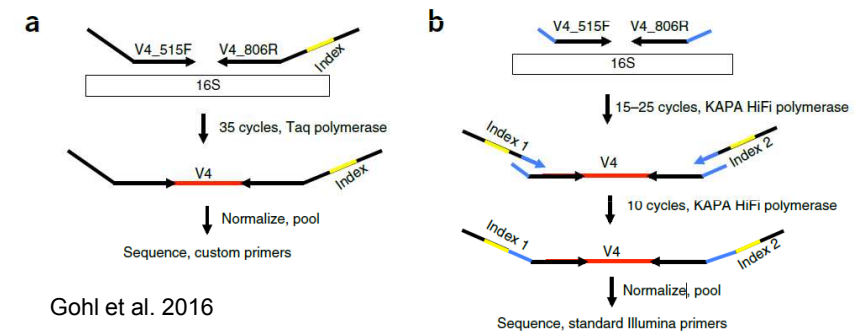 a
V4_515F V4_806R
Index
16S
35 cycles, Taq polymerase
V4
Index
Normalize, pool
Sequence, custom primers
Gohl et al. 2016
b
V4_515F V4_806R
16S
15–25 cycles, KAPA HiFi polymerase
Index 1
V4
Index 2
10 cycles, KAPA HiFi polymerase
Index 1
V4
Index 2
Normalize, pool
Sequence, standard Illumina primers